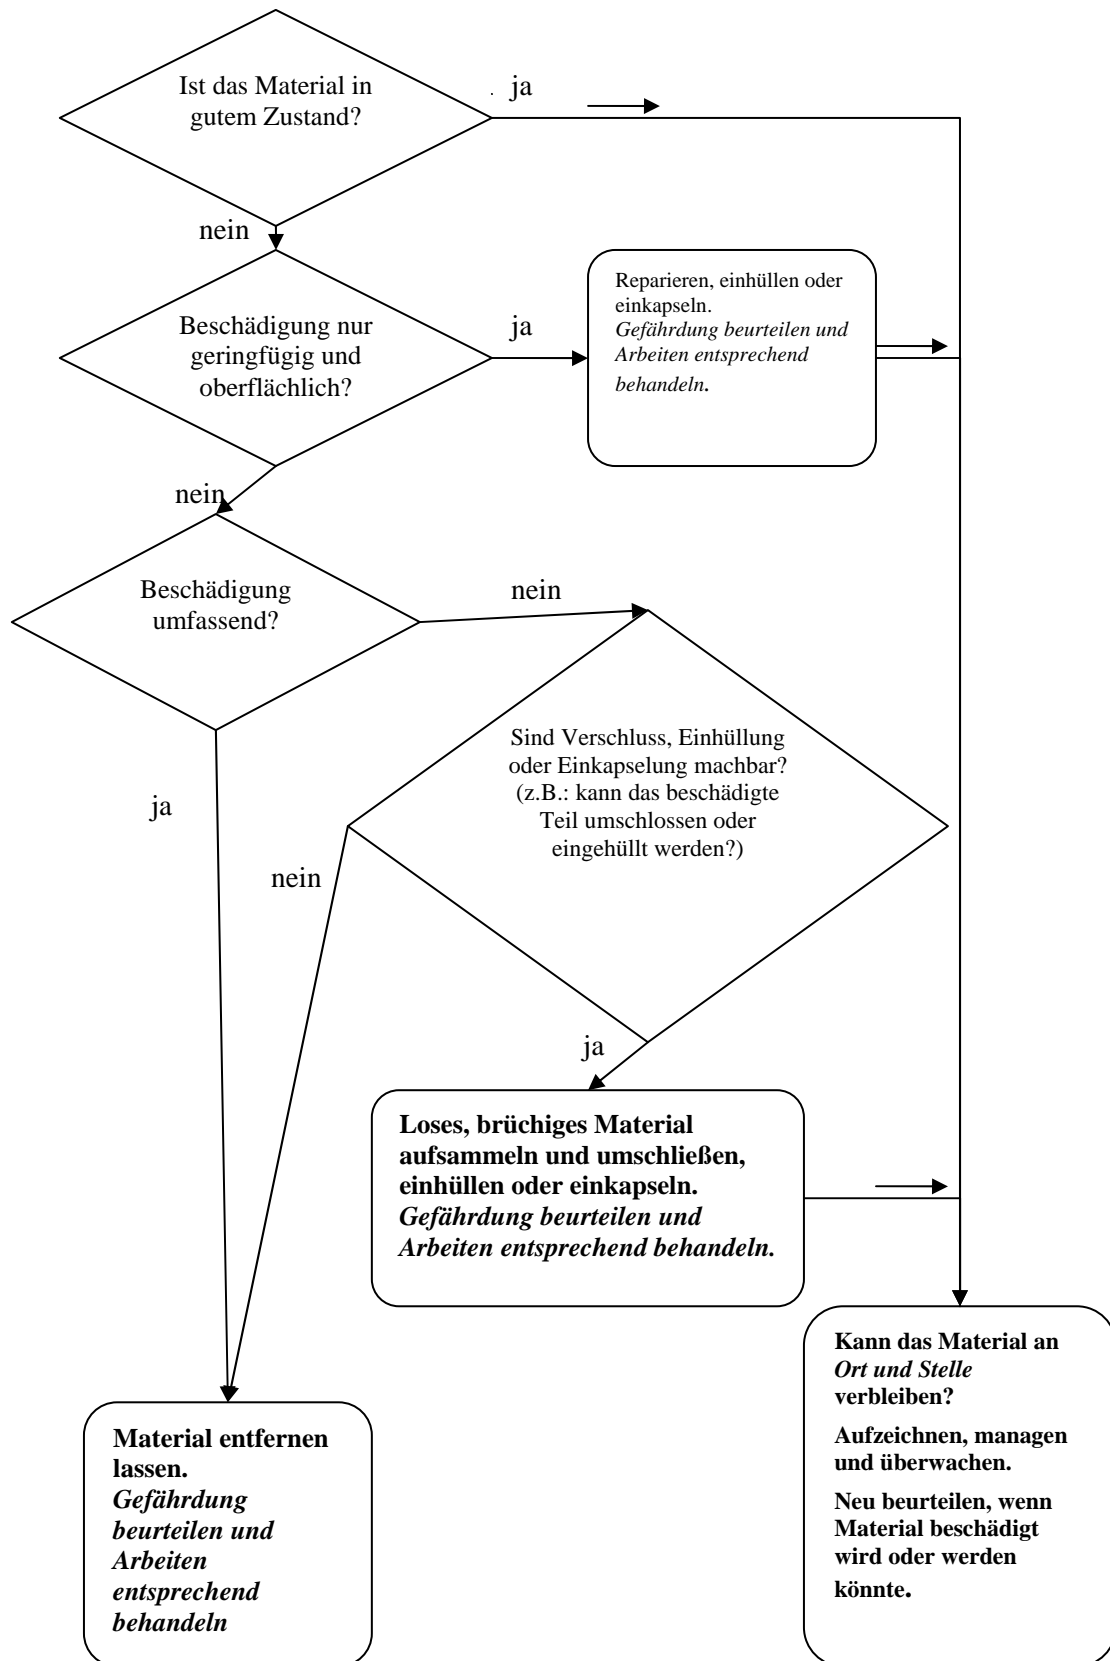 Ist das Material in
gutem Zustand?
ja
nein
Beschädigung nur
geringfügig und
oberflächlich?
ja
Reparieren, einhüllen oder
einkapseln.
Gefährdung beurteilen und
Arbeiten entsprechend
behandeln.
nein
Beschädigung
umfassend?
nein
ja
Sind Verschluss, Einhüllung
oder Einkapselung machbar?
(z.B.: kann das beschädigte
Teil umschlossen oder
eingehüllt werden?)
nein
ja
Loses, brüchiges Material
aufsammeln und umschließen,
einhüllen oder einkapseln.
Gefährdung beurteilen und
Arbeiten entsprechend behandeln.
Kann das Material an
Ort und Stelle
verbleiben?
Aufzeichnen, managen
und überwachen.
Neu beurteilen, wenn
Material beschädigt
wird oder werden
könnte.
Material entfernen
lassen.
Gefährdung
beurteilen und
Arbeiten
entsprechend
behandeln